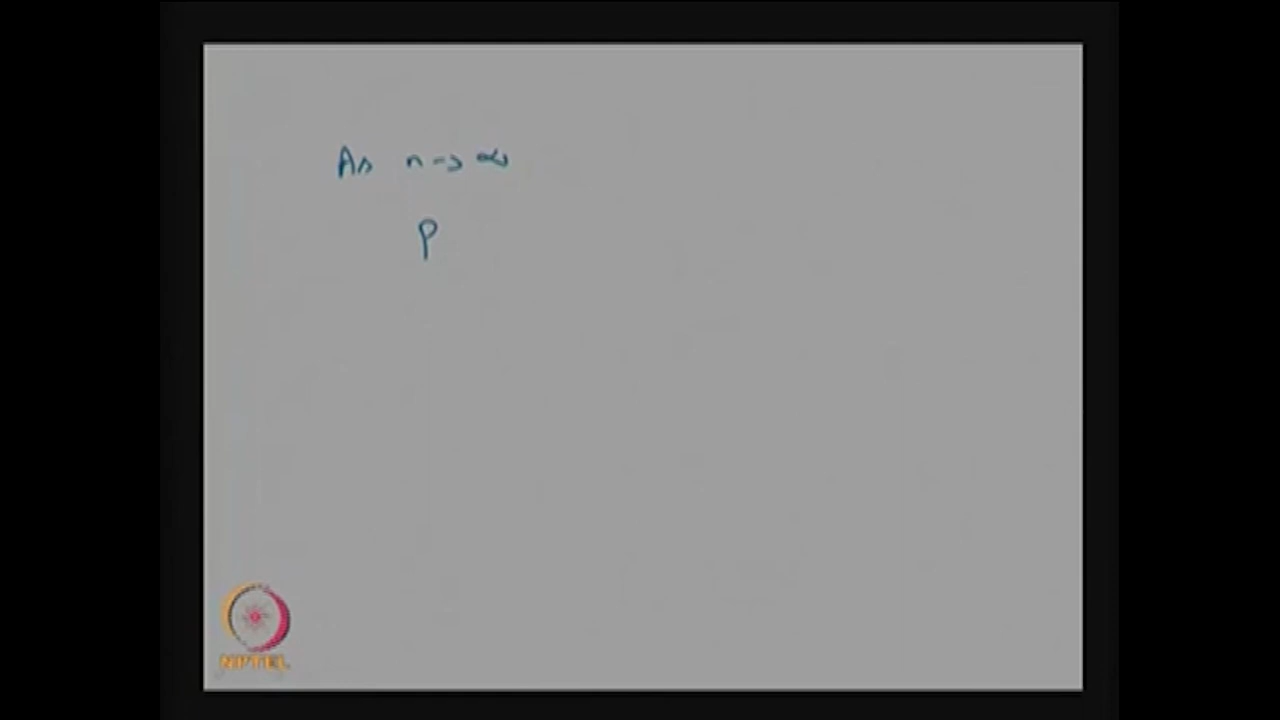 As n → ∞
P
NPTEL